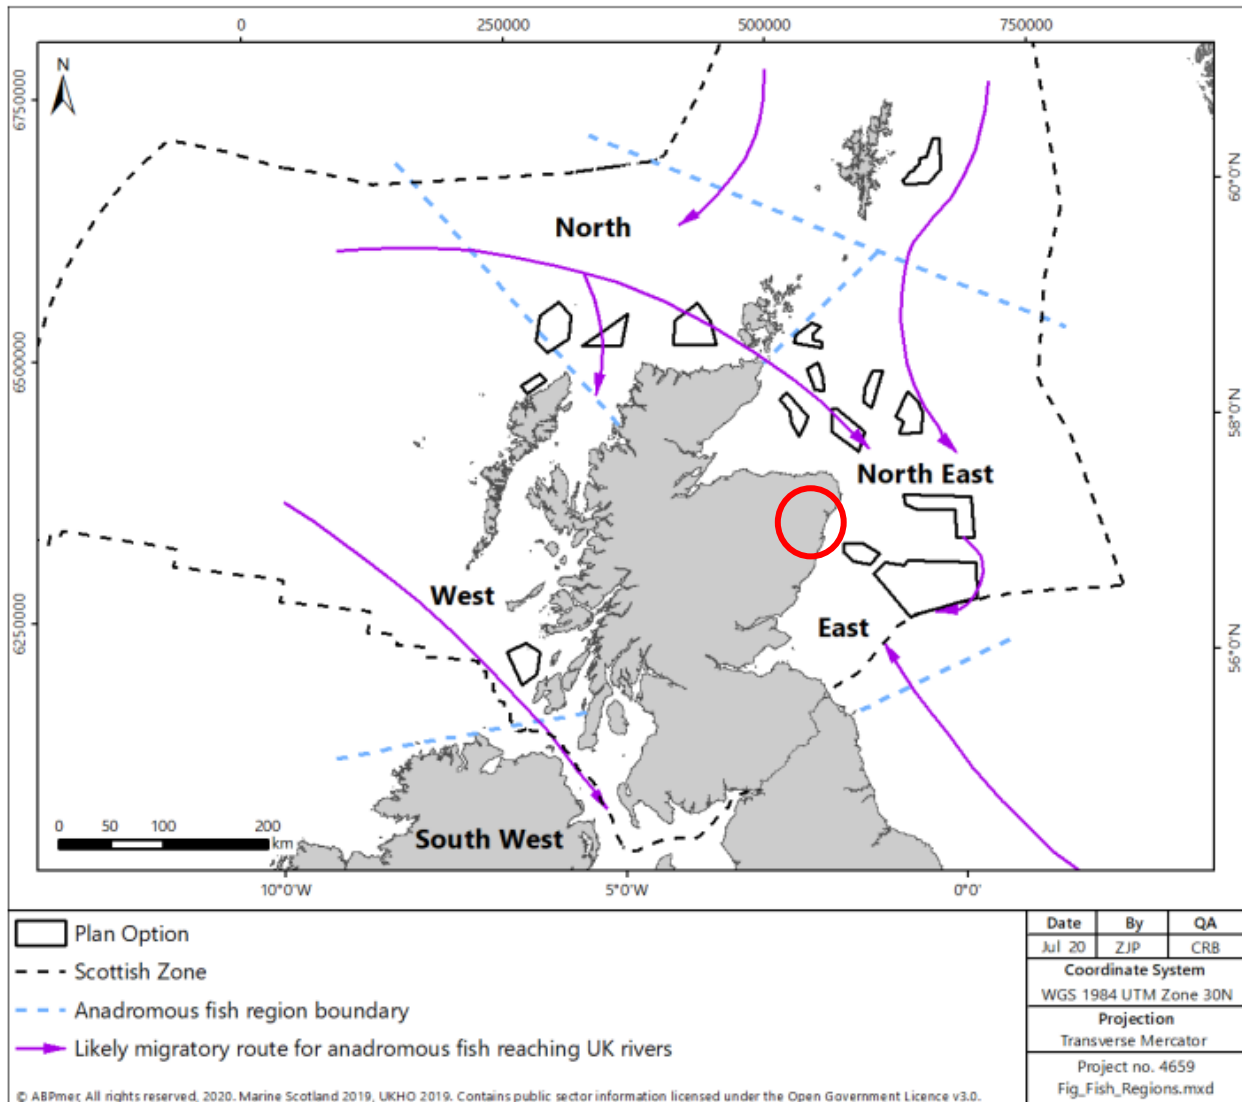 0 250000 500000 750000
N
6750000
60°0'N
North
6500000
58°0'N
North East
West
6250000
East
56°0'N
0 50 100 200
km
South West
10°0'W 5°0'W 0°0'
Plan Option
Scottish Zone
Anadromous fish region boundary
Likely migratory route for anadromous fish reaching UK rivers
© ABPmer, All rights reserved, 2020. Marine Scotland 2019, UKHO 2019. Contains public sector information licensed under the Open Government Licence v3.0.
Date By QA
Jul 20 ZJP CRB
Coordinate System
WGS 1984 UTM Zone 30N
Projection
Transverse Mercator
Project no. 4659
Fig_Fish_Regions.mxd